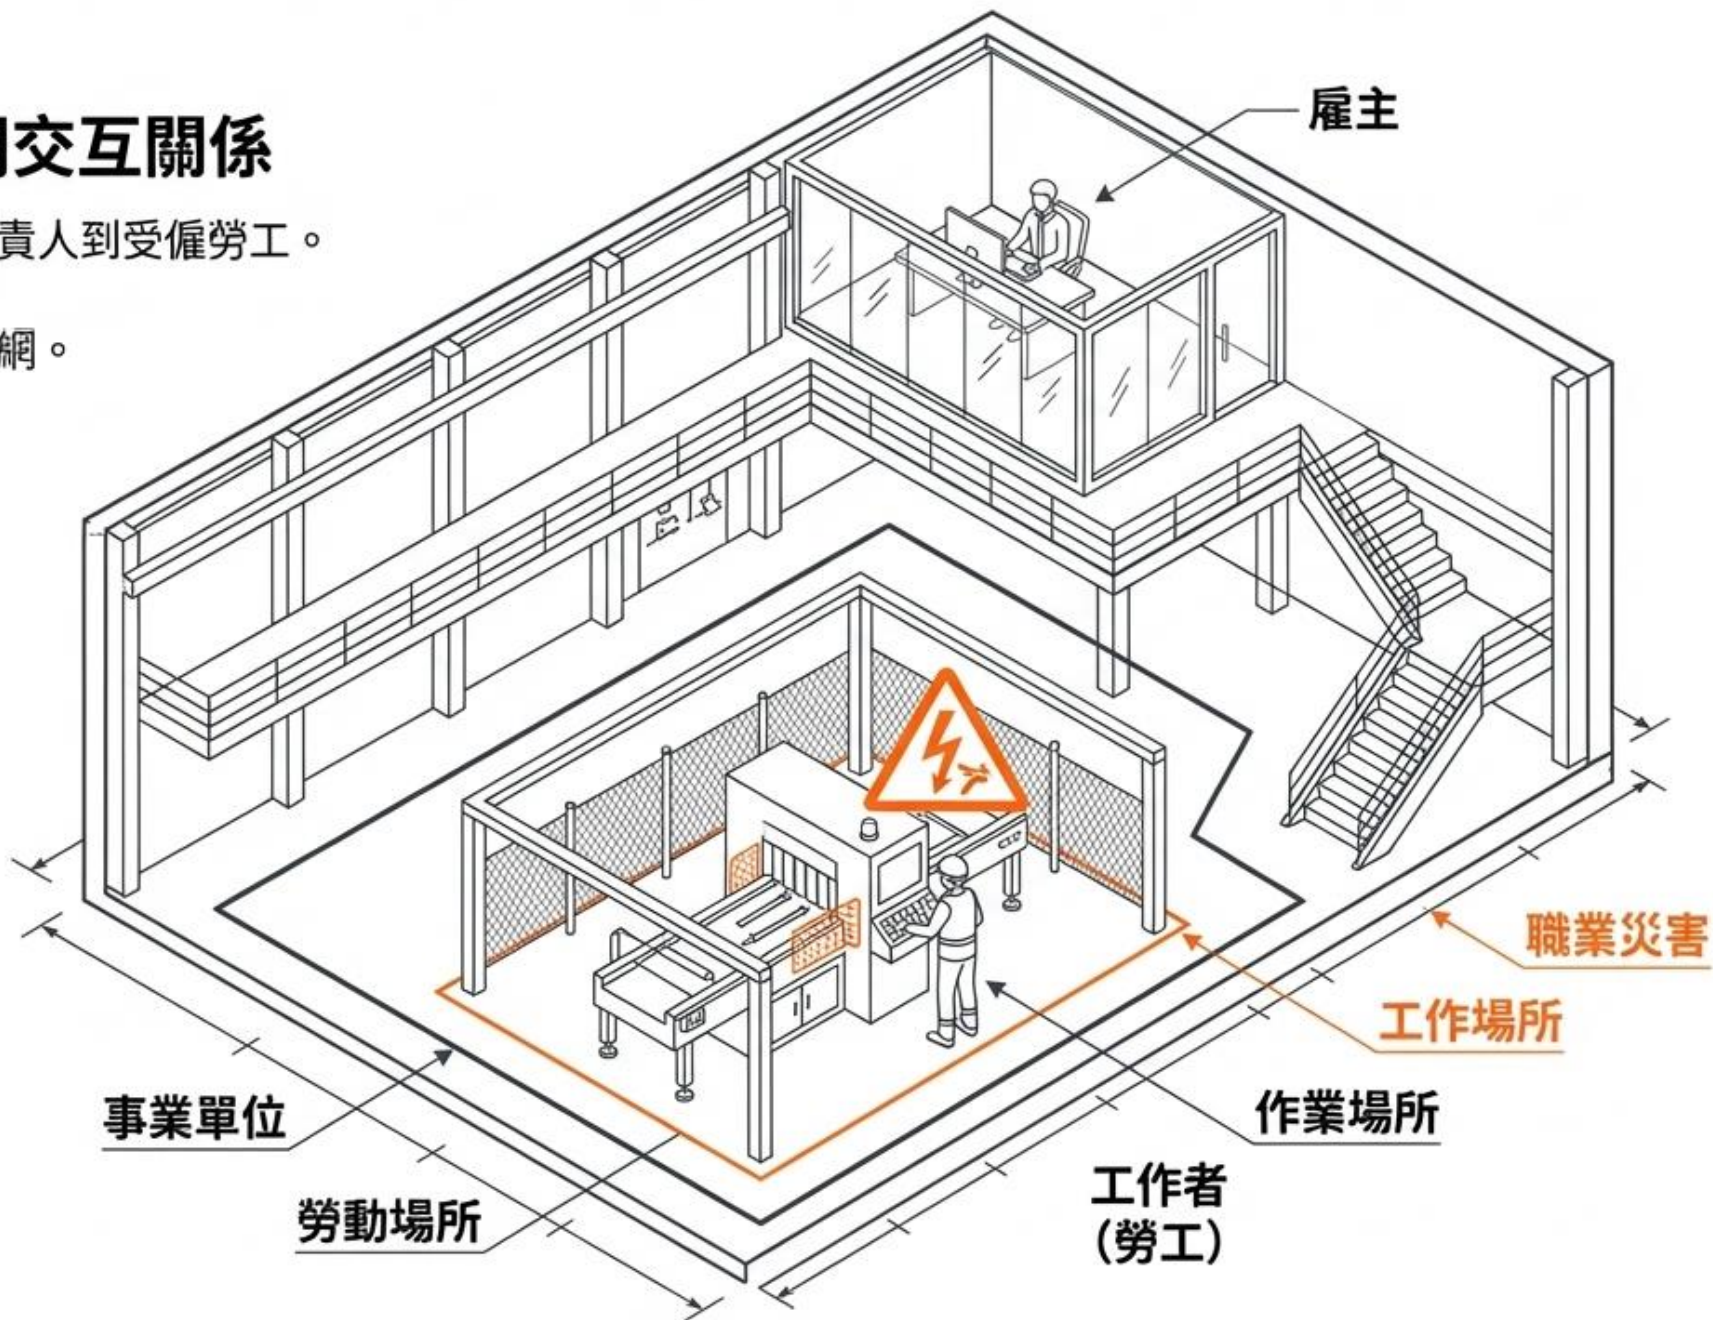 交互關係
責人到受僱勞工。
網。
雇主
職業災害
工作場所
作業場所
工作者
(勞工)
事業單位
勞動場所